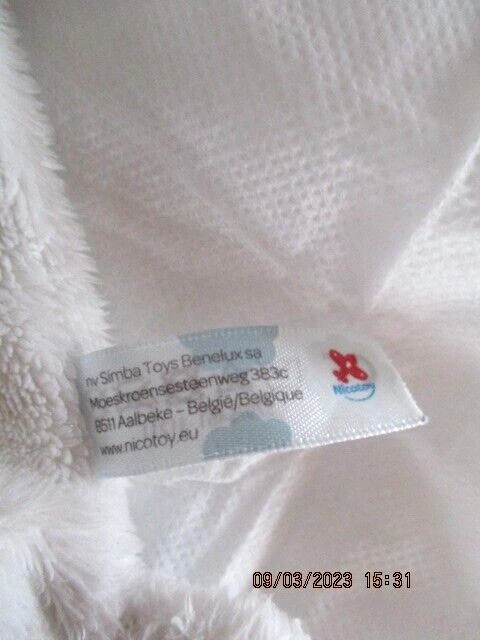 nv Simba Toys Benelux sa
Moeskroensesteenweg 383c
8511 Aalbeke – België/Belgique
www.nicotoy.eu
Nicotoy
09/03/2023 15:31